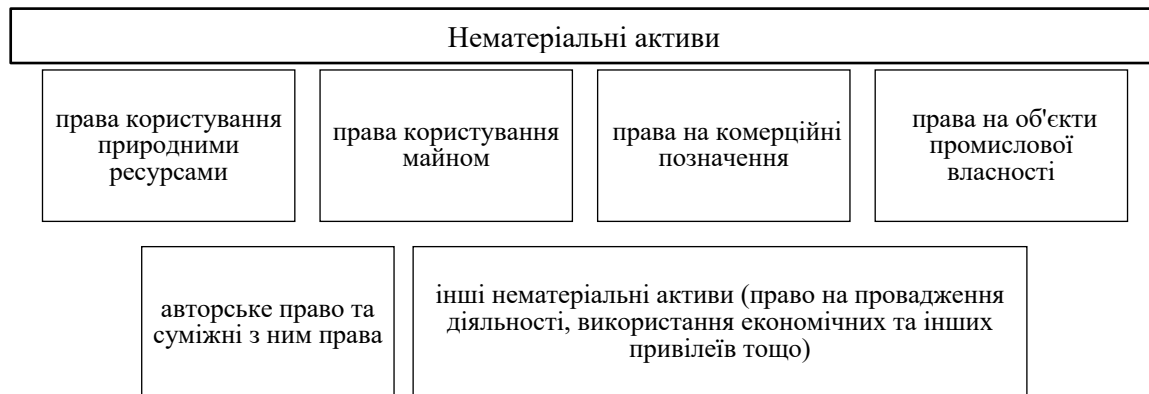 Нематеріальні активи
права користування
природними
ресурсами
права користування
майном
права на комерційні
позначення
права на об'єкти
промислової
власності
авторське право та
суміжні з ним права
інші нематеріальні активи (право на провадження
діяльності, використання економічних та інших
привілеїв тощо)